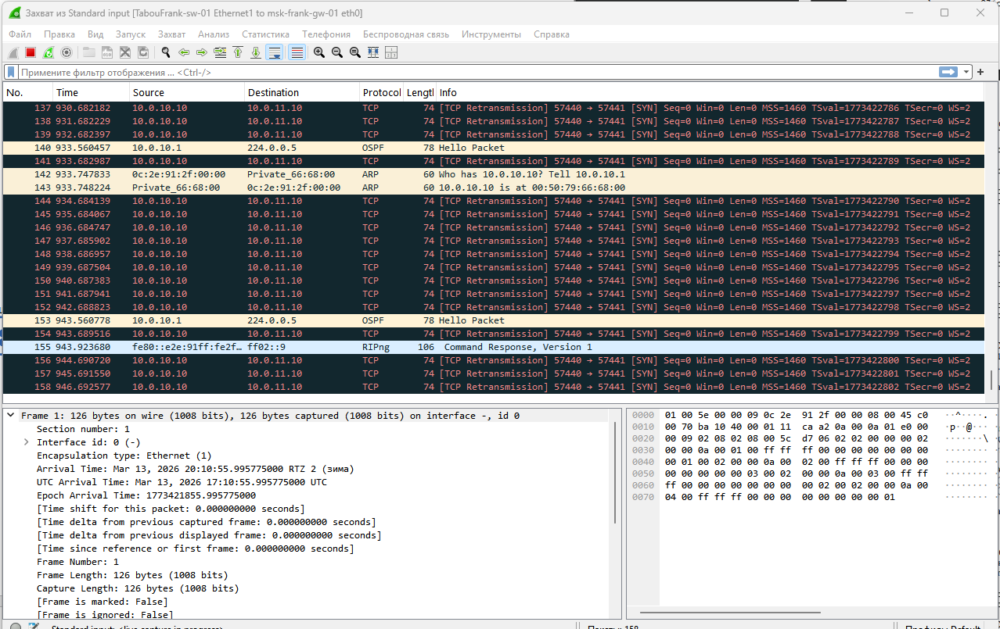 Захват из Standard input [TabouFrank-sw-01 Ethernet1 to msk-frank-gw-01 eth0]
Файл Правка Вид Запуск Захват Анализ Статистика Телефония Беспроводная связь Инструменты Справка
Примените фильтр отображения ... <Ctrl-/>
No. Time Source Destination Protocol Lengtl Info
137 930.682182 10.0.10.10 10.0.11.10 TCP 74 [TCP Retransmission] 57440 → 57441 [SYN] Seq=0 Win=0 Len=0 MSS=1460 TSval=1773422786 TSecr=0 WS=2
138 931.682229 10.0.10.10 10.0.11.10 TCP 74 [TCP Retransmission] 57440 → 57441 [SYN] Seq=0 Win=0 Len=0 MSS=1460 TSval=1773422787 TSecr=0 WS=2
139 932.682397 10.0.10.10 10.0.11.10 TCP 74 [TCP Retransmission] 57440 → 57441 [SYN] Seq=0 Win=0 Len=0 MSS=1460 TSval=1773422788 TSecr=0 WS=2
140 933.560457 10.0.10.1 224.0.0.5 OSPF 78 Hello Packet
141 933.682987 10.0.10.10 10.0.11.10 TCP 74 [TCP Retransmission] 57440 → 57441 [SYN] Seq=0 Win=0 Len=0 MSS=1460 TSval=1773422789 TSecr=0 WS=2
142 933.747833 0c:2e:91:2f:00:00 Private_66:68:00 ARP 60 Who has 10.0.10.10? Tell 10.0.10.1
143 933.748224 Private_66:68:00 0c:2e:91:2f:00:00 ARP 60 10.0.10.10 is at 00:50:79:66:68:00
144 934.684139 10.0.10.10 10.0.11.10 TCP 74 [TCP Retransmission] 57440 → 57441 [SYN] Seq=0 Win=0 Len=0 MSS=1460 TSval=1773422790 TSecr=0 WS=2
145 935.684067 10.0.10.10 10.0.11.10 TCP 74 [TCP Retransmission] 57440 → 57441 [SYN] Seq=0 Win=0 Len=0 MSS=1460 TSval=1773422791 TSecr=0 WS=2
146 936.684747 10.0.10.10 10.0.11.10 TCP 74 [TCP Retransmission] 57440 → 57441 [SYN] Seq=0 Win=0 Len=0 MSS=1460 TSval=1773422792 TSecr=0 WS=2
147 937.685902 10.0.10.10 10.0.11.10 TCP 74 [TCP Retransmission] 57440 → 57441 [SYN] Seq=0 Win=0 Len=0 MSS=1460 TSval=1773422793 TSecr=0 WS=2
148 938.686957 10.0.10.10 10.0.11.10 TCP 74 [TCP Retransmission] 57440 → 57441 [SYN] Seq=0 Win=0 Len=0 MSS=1460 TSval=1773422794 TSecr=0 WS=2
149 939.687504 10.0.10.10 10.0.11.10 TCP 74 [TCP Retransmission] 57440 → 57441 [SYN] Seq=0 Win=0 Len=0 MSS=1460 TSval=1773422795 TSecr=0 WS=2
150 940.687383 10.0.10.10 10.0.11.10 TCP 74 [TCP Retransmission] 57440 → 57441 [SYN] Seq=0 Win=0 Len=0 MSS=1460 TSval=1773422796 TSecr=0 WS=2
151 941.687941 10.0.10.10 10.0.11.10 TCP 74 [TCP Retransmission] 57440 → 57441 [SYN] Seq=0 Win=0 Len=0 MSS=1460 TSval=1773422797 TSecr=0 WS=2
152 942.688823 10.0.10.10 10.0.11.10 TCP 74 [TCP Retransmission] 57440 → 57441 [SYN] Seq=0 Win=0 Len=0 MSS=1460 TSval=1773422798 TSecr=0 WS=2
153 943.560778 10.0.10.1 224.0.0.5 OSPF 78 Hello Packet
154 943.689516 10.0.10.10 10.0.11.10 TCP 74 [TCP Retransmission] 57440 → 57441 [SYN] Seq=0 Win=0 Len=0 MSS=1460 TSval=1773422799 TSecr=0 WS=2
155 943.923680 fe80::e2e:91ff:fe2f… ff02::9 RIPng 106 Command Response, Version 1
156 944.690720 10.0.10.10 10.0.11.10 TCP 74 [TCP Retransmission] 57440 → 57441 [SYN] Seq=0 Win=0 Len=0 MSS=1460 TSval=1773422800 TSecr=0 WS=2
157 945.691550 10.0.10.10 10.0.11.10 TCP 74 [TCP Retransmission] 57440 → 57441 [SYN] Seq=0 Win=0 Len=0 MSS=1460 TSval=1773422801 TSecr=0 WS=2
158 946.692577 10.0.10.10 10.0.11.10 TCP 74 [TCP Retransmission] 57440 → 57441 [SYN] Seq=0 Win=0 Len=0 MSS=1460 TSval=1773422802 TSecr=0 WS=2
Frame 1: 126 bytes on wire (1008 bits), 126 bytes captured (1008 bits) on interface -, id 0
Section number: 1
Interface id: 0 (-)
Encapsulation type: Ethernet (1)
Arrival Time: Mar 13, 2026 20:10:55.995775000 RTZ 2 (зима)
UTC Arrival Time: Mar 13, 2026 17:10:55.995775000 UTC
Epoch Arrival Time: 1773421855.995775000
[Time shift for this packet: 0.000000000 seconds]
[Time delta from previous captured frame: 0.000000000 seconds]
[Time delta from previous displayed frame: 0.000000000 seconds]
[Time since reference or first frame: 0.000000000 seconds]
Frame Number: 1
Frame Length: 126 bytes (1008 bits)
Capture Length: 126 bytes (1008 bits)
[Frame is marked: False]
[Frame is ignored: False]
0000 01 00 5e 00 00 09 0c 2e 91 2f 00 00 08 00 45 c0 ··^····.
0010 00 70 ba 10 40 00 01 11 ca a2 0a 00 0a 01 e0 00 ·p··@···
0020 00 09 02 08 02 08 00 5c d7 06 02 02 00 00 00 02 ·······\
0030 00 00 0a 00 01 00 ff ff ff 00 00 00 00 00 00 00 ········
0040 00 01 00 02 00 00 0a 00 02 00 ff ff ff 00 00 00 ········
0050 00 00 00 00 00 03 00 02 00 00 0a 00 03 00 ff ff ········
0060 ff 00 00 00 00 00 00 00 00 02 00 02 00 00 0a 00 ········
0070 04 00 ff ff ff 00 00 00 00 00 00 00 00 01 ········
Standard input: <live capture in progress>
Пакеты: 158
Профиль: Default